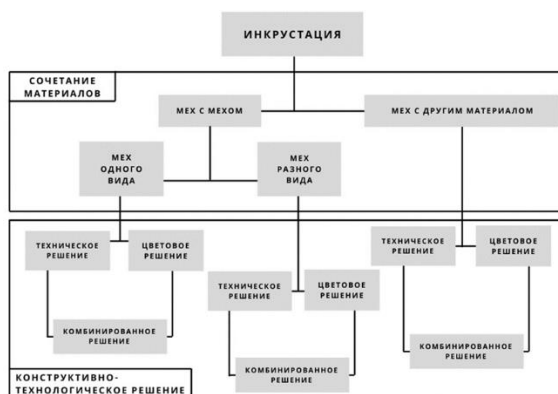 ИНКРУСТАЦИЯ
СОЧЕТАНИЕ
МАТЕРИАЛОВ
МЕХ С МЕХОМ
МЕХ С ДРУГИМ МАТЕРИАЛОМ
МЕХ
ОДНОГО
ВИДА
МЕХ
РАЗНОГО
ВИДА
ТЕХНИЧЕСКОЕ
РЕШЕНИЕ
ЦВЕТОВОЕ
РЕШЕНИЕ
КОМБИНИРОВАННОЕ
РЕШЕНИЕ
ТЕХНИЧЕСКОЕ
РЕШЕНИЕ
ЦВЕТОВОЕ
РЕШЕНИЕ
КОМБИНИРОВАННОЕ
РЕШЕНИЕ
ТЕХНИЧЕСКОЕ
РЕШЕНИЕ
ЦВЕТОВОЕ
РЕШЕНИЕ
КОМБИНИРОВАННОЕ
РЕШЕНИЕ
КОНСТРУКТИВНО-
ТЕХНОЛОГИЧЕСКОЕ РЕШЕНИЕ